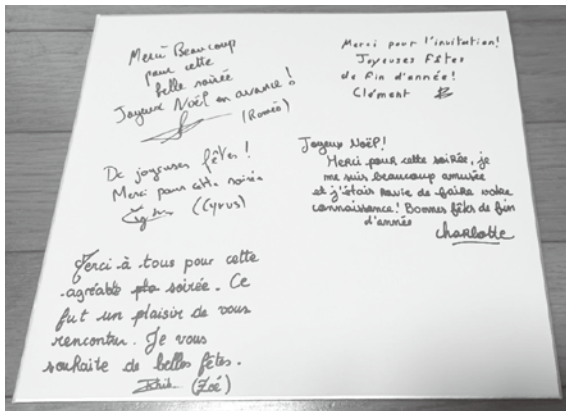 Merci Beaucoup
pour cette
belle soirée
Joyeux Noël en avance !
(Roméo)
De joyeuses fêtes !
Merci pour cette soirée
(Cyrus)
Merci à tous pour cette
agréable soirée. Ce
fut un plaisir de vous
rencontrer. Je vous
souhaite de belles fêtes.
(Zoé)
Merci pour l'invitation!
Joyeuses Fêtes
de fin d'année!
Clément
Joyeux Noël!
Merci pour cette soirée, je
me suis beaucoup amusée
et j'étais ravie de faire votre
connaissance! Bonnes fêtes de fin
d'année
Charlotte